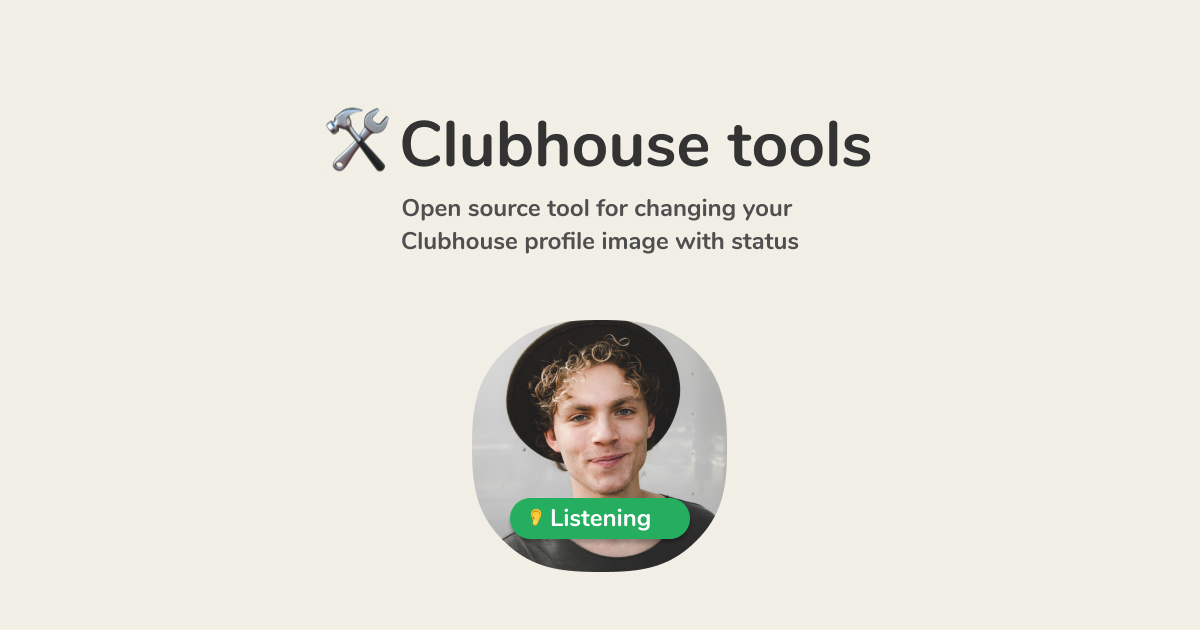 Clubhouse tools
Open source tool for changing your
Clubhouse profile image with status
Listening